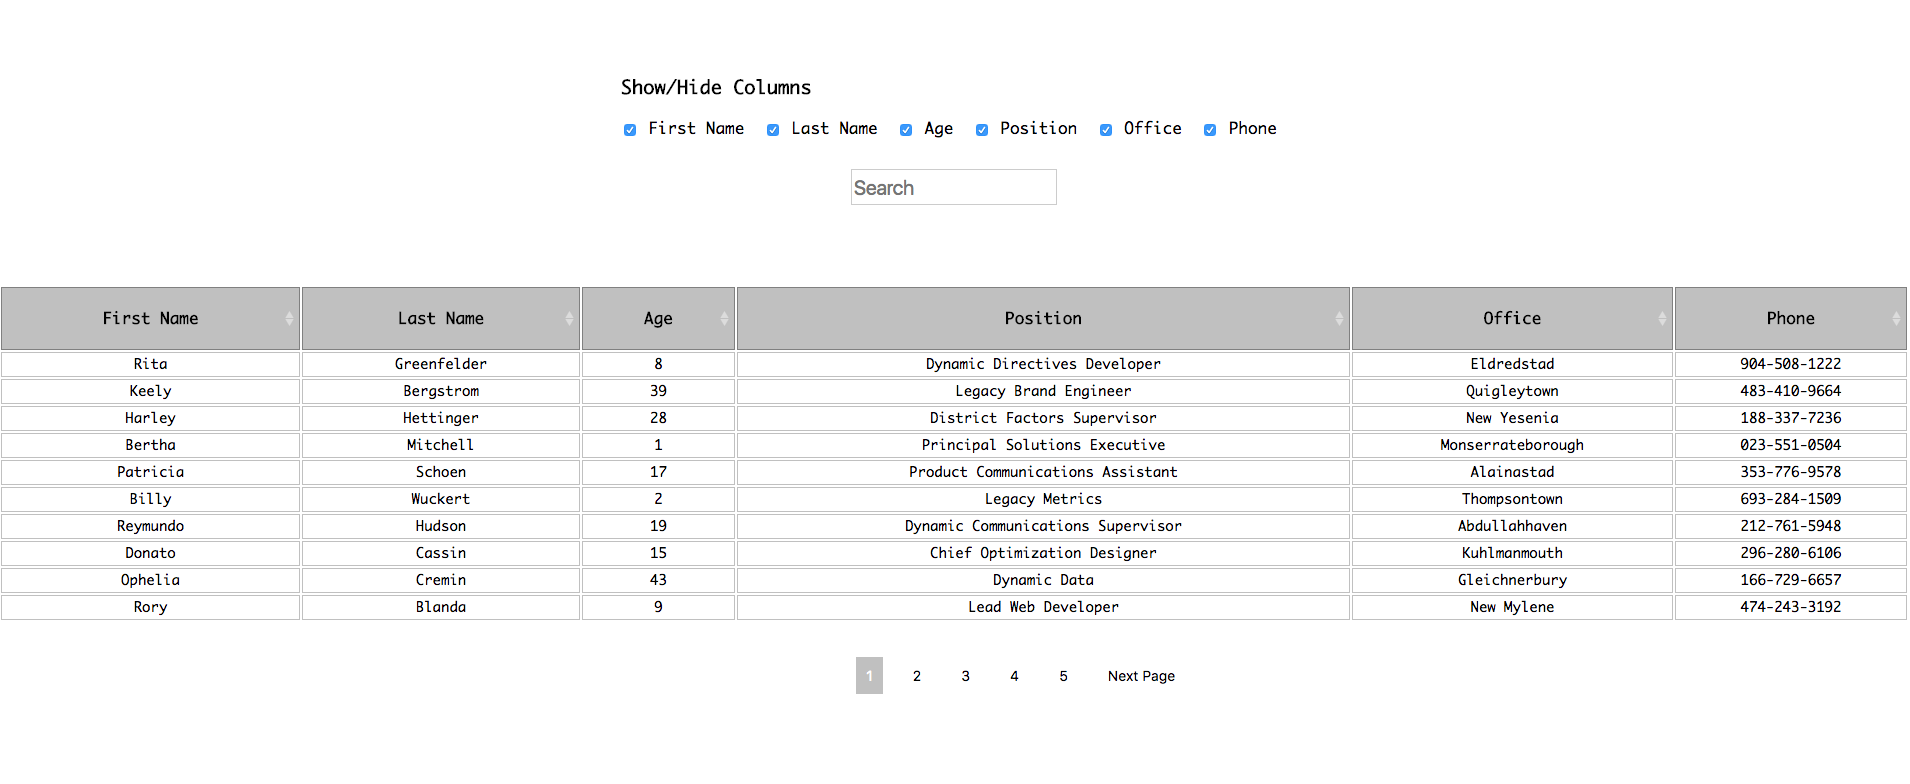 Show/Hide Columns
First Name Last Name Age Position Office Phone
Search
First Name Last Name Age Position Office Phone
Rita Greenfelder 8 Dynamic Directives Developer Eldredstad 904-508-1222
Keely Bergstrom 39 Legacy Brand Engineer Quigleytown 483-410-9664
Harley Hettinger 28 District Factors Supervisor New Yesenia 188-337-7236
Bertha Mitchell 1 Principal Solutions Executive Monserrateborough 023-551-0504
Patricia Schoen 17 Product Communications Assistant Alainastad 353-776-9578
Billy Wuckert 2 Legacy Metrics Thompsontown 693-284-1509
Reymundo Hudson 19 Dynamic Communications Supervisor Abdullahhaven 212-761-5948
Donato Cassin 15 Chief Optimization Designer Kuhlmanmouth 296-280-6106
Ophelia Cremin 43 Dynamic Data Gleichnerbury 166-729-6657
Rory Blanda 9 Lead Web Developer New Mylene 474-243-3192
1 2 3 4 5 Next Page